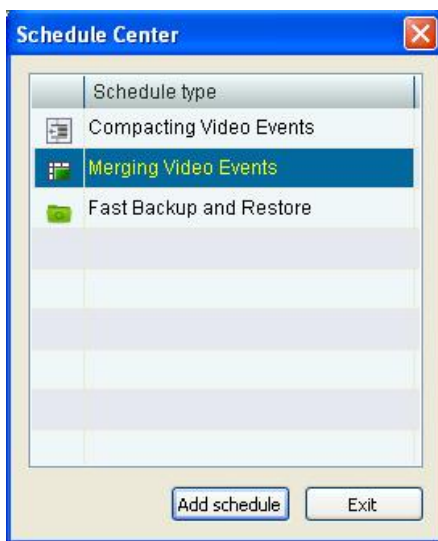 Schedule Center
Schedule type
Compacting Video Events
Merging Video Events
Fast Backup and Restore
Add schedule
Exit